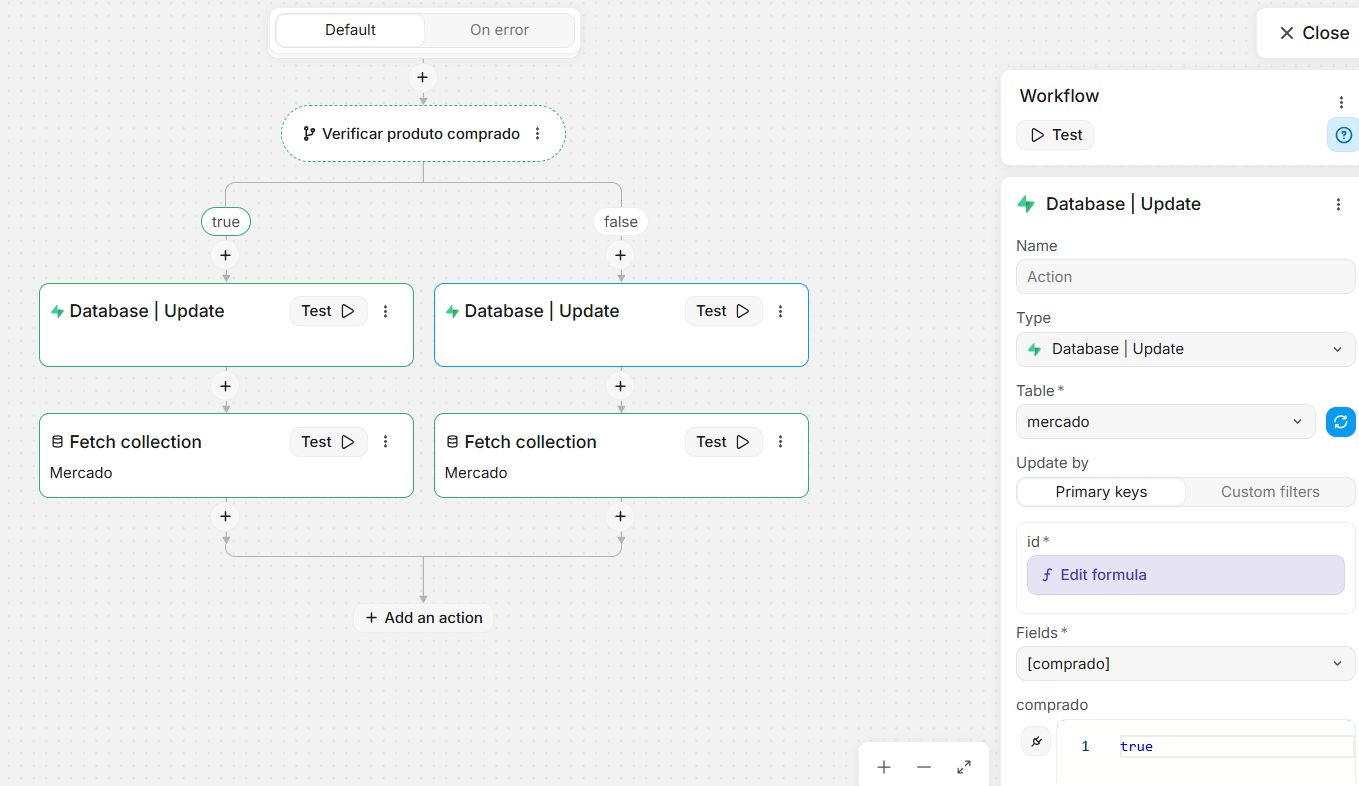 Default On error
Close
Workflow
Test
Verificar produto comprado
true false
Database | Update Test
Database | Update Test
Fetch collection Test
Mercado
Fetch collection Test
Mercado
Add an action
Database | Update
Name
Action
Type
Database | Update
Table *
mercado
Update by
Primary keys Custom filters
id *
Edit formula
Fields *
[comprado]
comprado
1 true